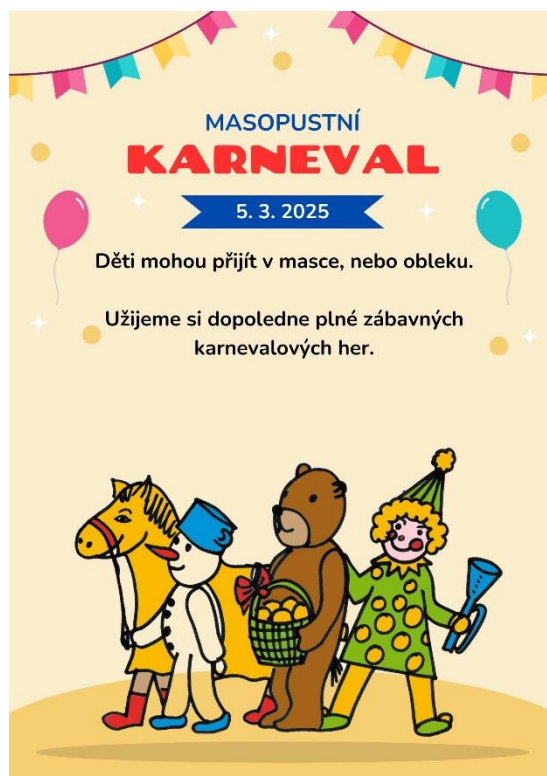 MASOPUSTNÍ
KARNEVAL
5. 3. 2025
Děti mohou přijít v masce, nebo obleku.
Užijeme si dopoledne plné zábavných
karnevalových her.